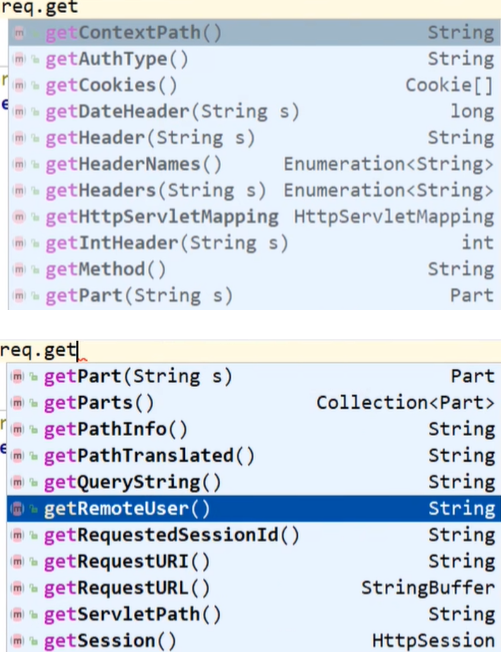 req.get
getContextPath() String
getAuthType() String
getCookies() Cookie[]
getDateHeader(String s) long
getHeader(String s) String
getHeaderNames() Enumeration<String>
getHeaders(String s) Enumeration<String>
getHttpServletMapping HttpServletMapping
getIntHeader(String s) int
getMethod() String
getPart(String s) Part
req.get
getPart(String s) Part
getParts() Collection<Part>
getPathInfo() String
getPathTranslated() String
getQueryString() String
getRemoteUser() String
getRequestedSessionId() String
getRequestURI() String
getRequestURL() StringBuffer
getServletPath() String
getSession() HttpSession